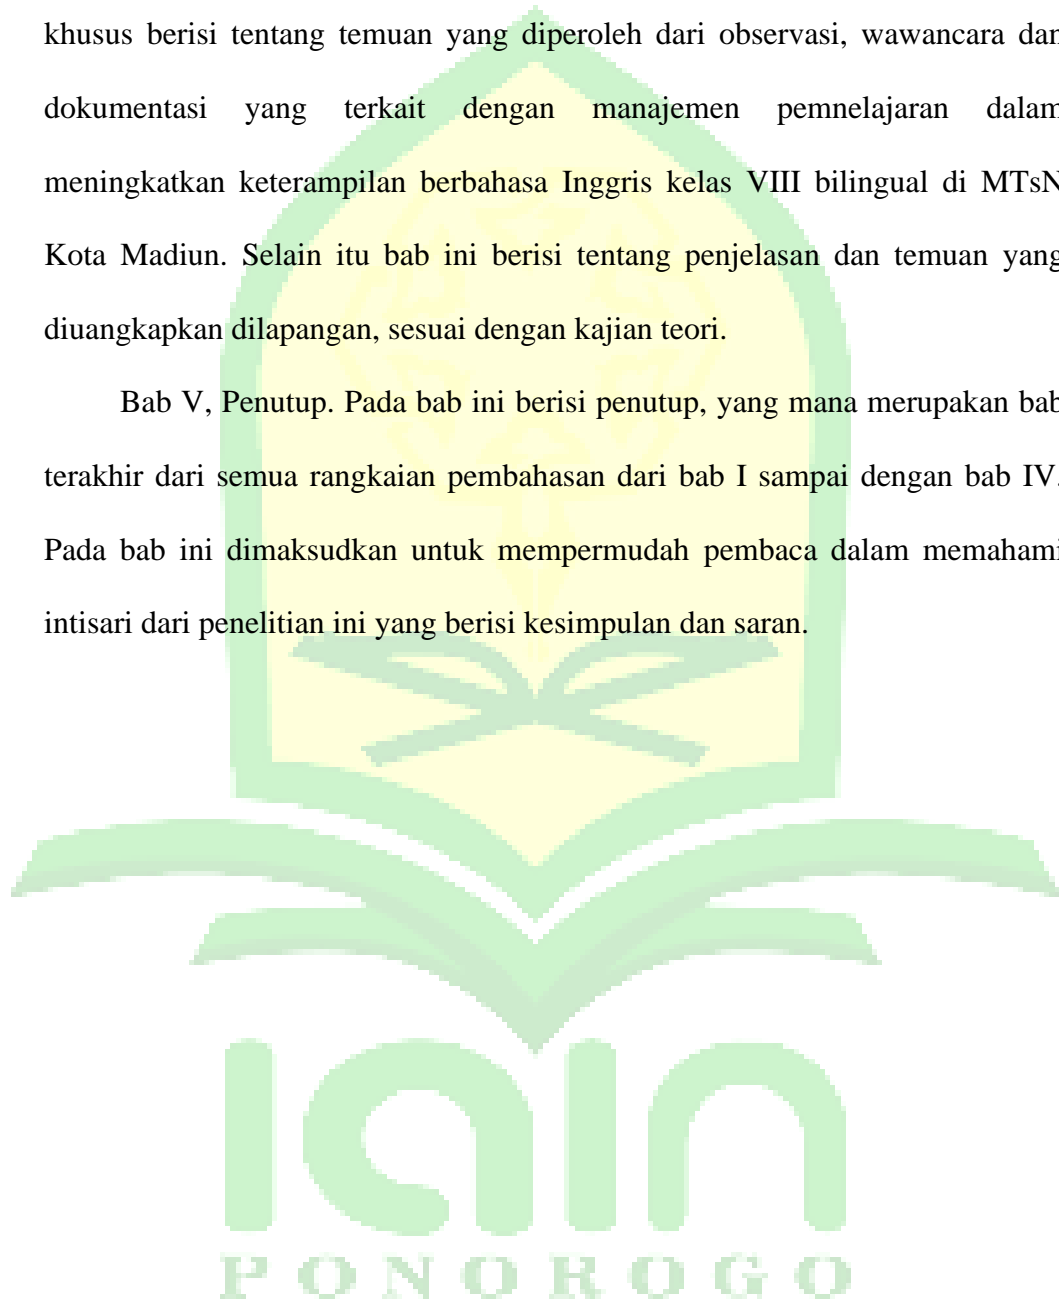 khusus berisi tentang temuan yang diperoleh dari observasi, wawancara dan
dokumentasi yang terkait dengan manajemen pemnelajaran dalam
meningkatkan keterampilan berbahasa Inggris kelas VIII bilingual di MTsN
Kota Madiun. Selain itu bab ini berisi tentang penjelasan dan temuan yang
diuangkapkan dilapangan, sesuai dengan kajian teori.
Bab V, Penutup. Pada bab ini berisi penutup, yang mana merupakan bab
terakhir dari semua rangkaian pembahasan dari bab I sampai dengan bab IV.
Pada bab ini dimaksudkan untuk mempermudah pembaca dalam memahami
intisari dari penelitian ini yang berisi kesimpulan dan saran.
iain
PONOROGO